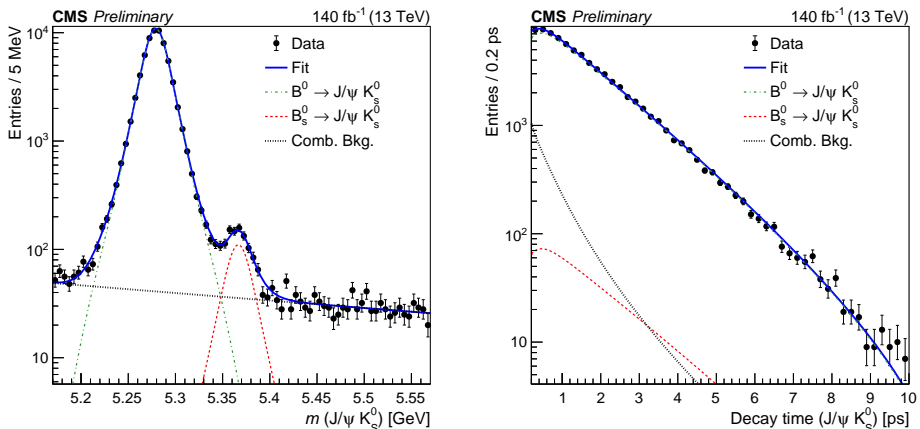 CMS Preliminary 140 fb⁻¹ (13 TeV)
Entries / 5 MeV
10⁴
10³
10²
10
Data
Fit
B⁰ → J/ψ K⁰ₛ
B⁰ₛ → J/ψ K⁰ₛ
Comb. Bkg.
5.2 5.25 5.3 5.35 5.4 5.45 5.5 5.55
m (J/ψ K⁰ₛ) [GeV]
CMS Preliminary 140 fb⁻¹ (13 TeV)
Entries / 0.2 ps
10³
10²
10
Data
Fit
B⁰ → J/ψ K⁰ₛ
B⁰ₛ → J/ψ K⁰ₛ
Comb. Bkg.
1 2 3 4 5 6 7 8 9 10
Decay time (J/ψ K⁰ₛ) [ps]